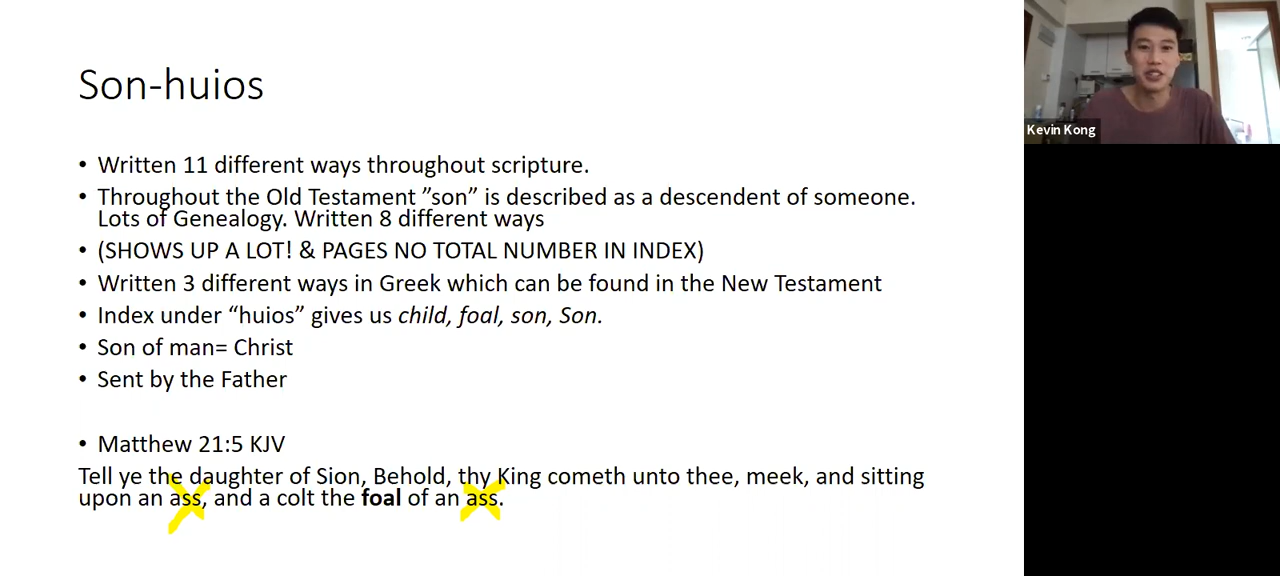 Son-huios
• Written 11 different ways throughout scripture.
• Throughout the Old Testament ”son” is described as a descendent of someone.
Lots of Genealogy. Written 8 different ways
• (SHOWS UP A LOT! & PAGES NO TOTAL NUMBER IN INDEX)
• Written 3 different ways in Greek which can be found in the New Testament
• Index under “huios” gives us child, foal, son, Son.
• Son of man= Christ
• Sent by the Father
• Matthew 21:5 KJV
Tell ye the daughter of Sion, Behold, thy King cometh unto thee, meek, and sitting
upon an ass, and a colt the foal of an ass.
Kevin Kong